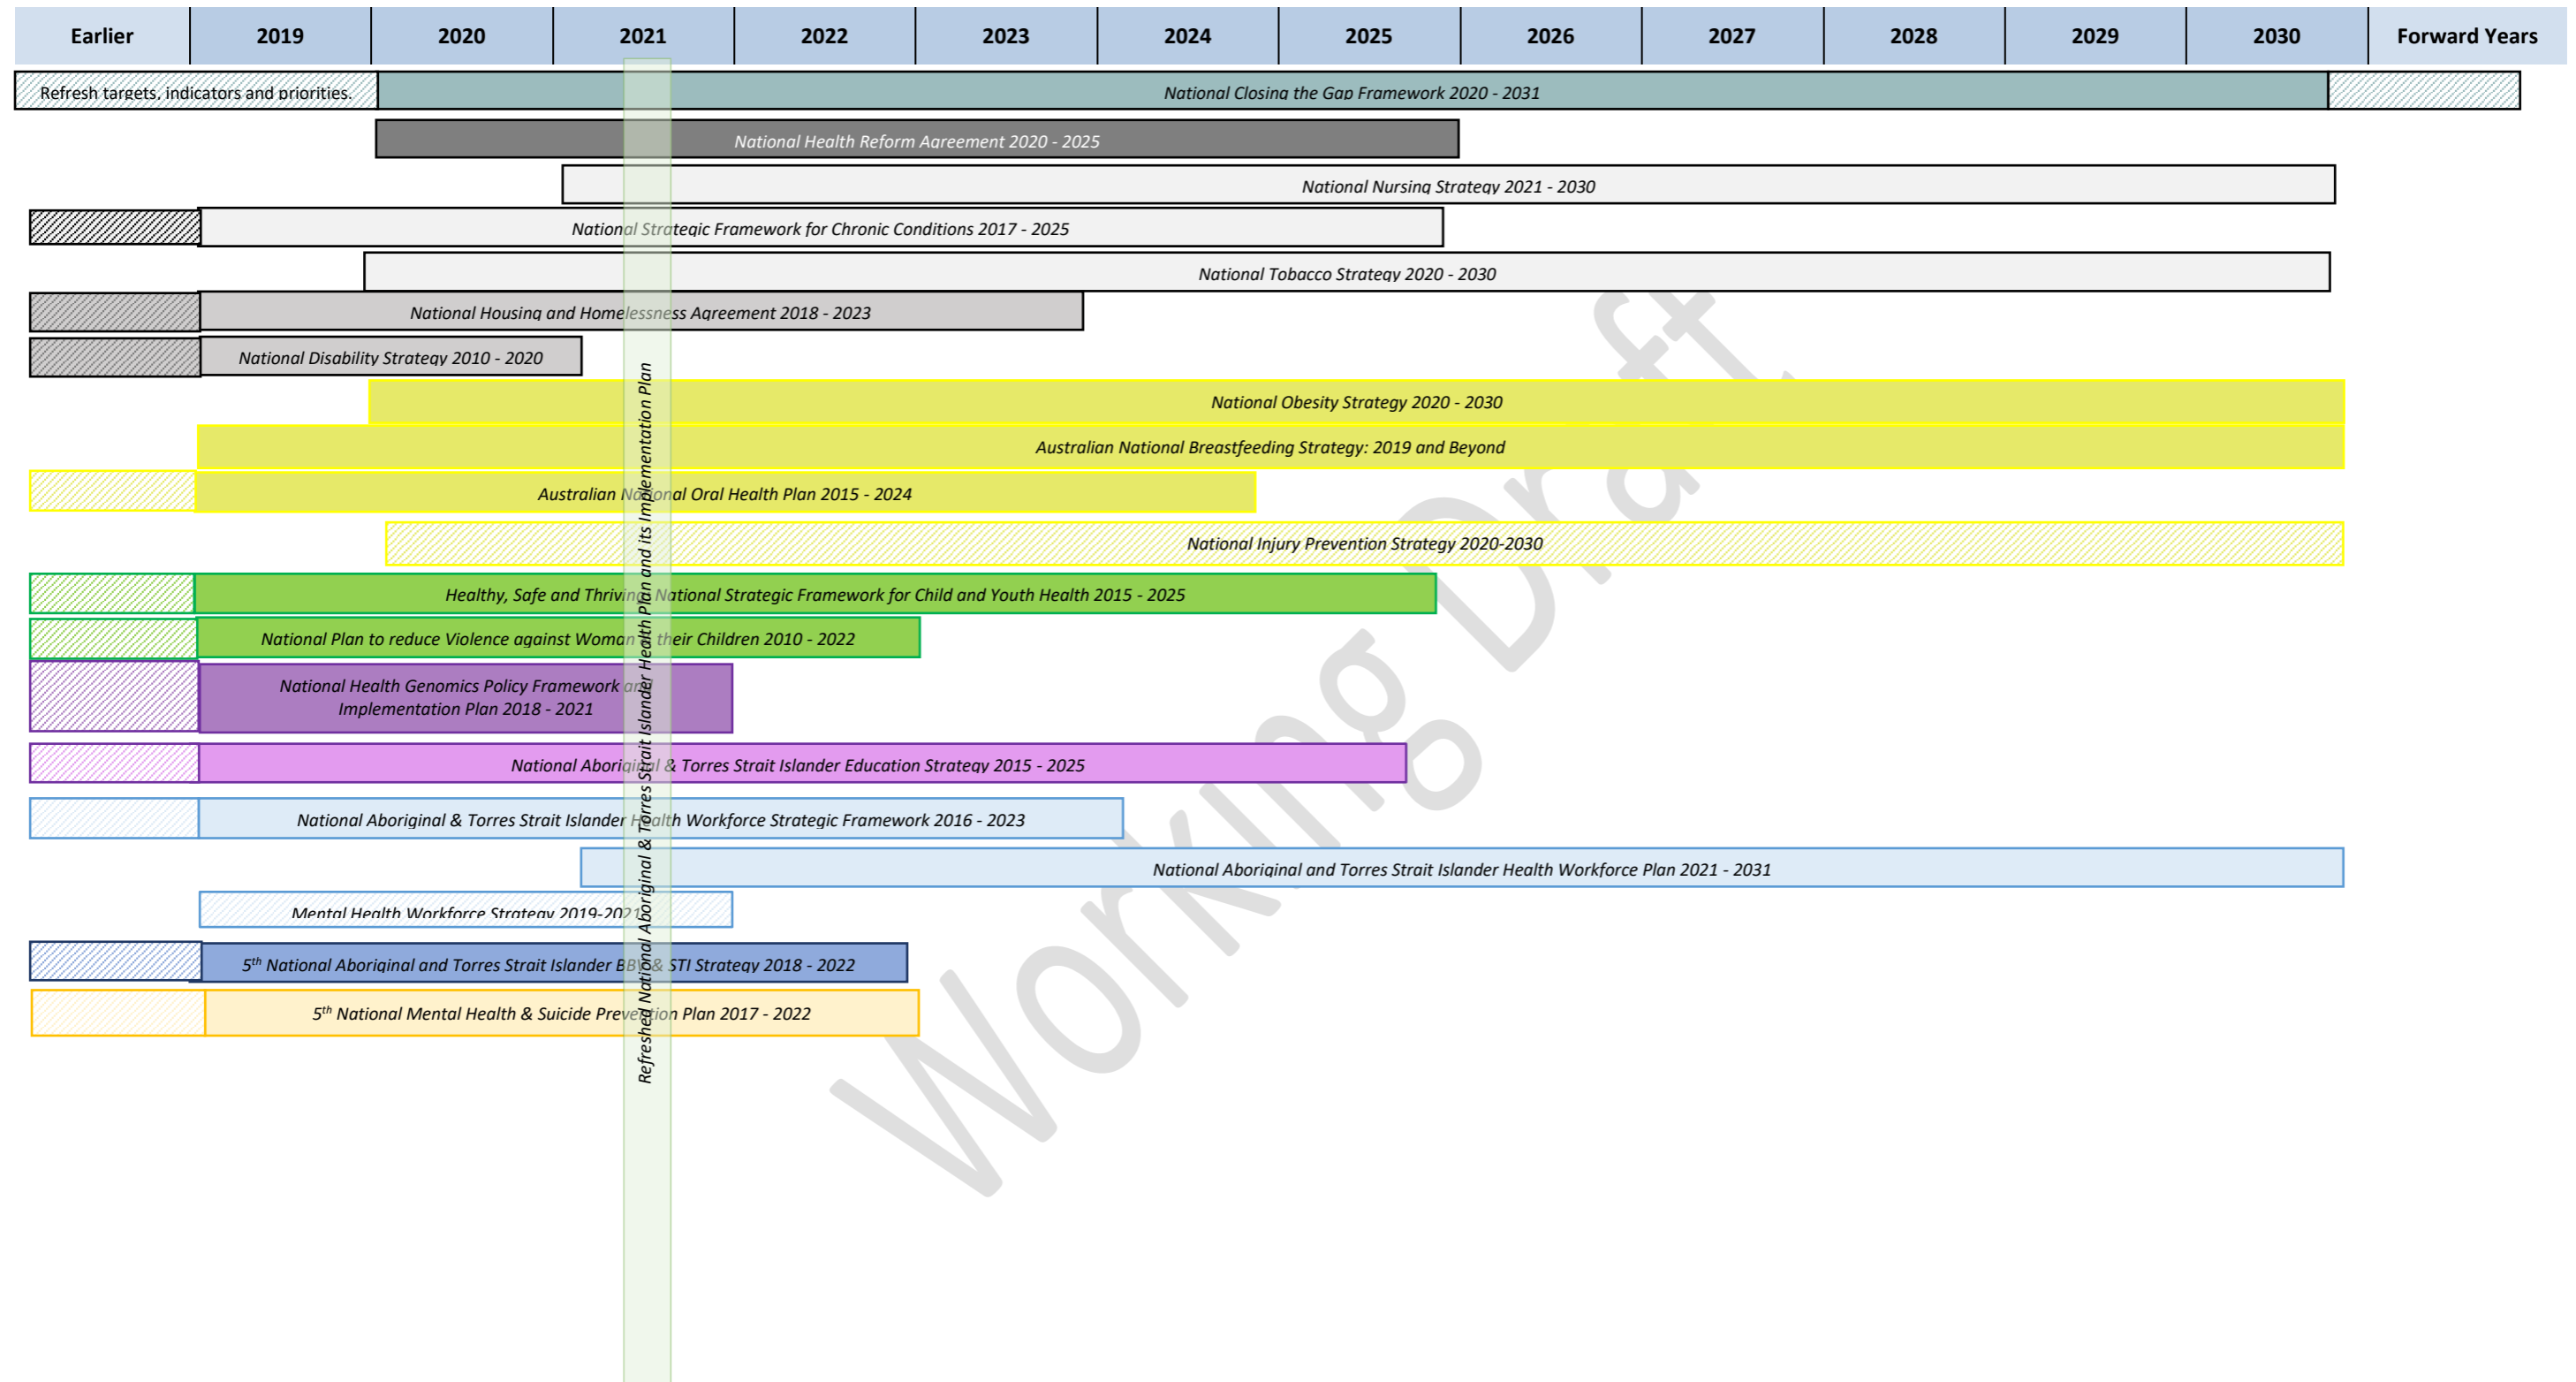 Earlier 2019 2020 2021 2022 2023 2024 2025 2026 2027 2028 2029 2030 Forward Years
Refresh targets, indicators and priorities. National Closing the Gap Framework 2020 - 2031
National Health Reform Agreement 2020 - 2025
National Nursing Strategy 2021 - 2030
National Strategic Framework for Chronic Conditions 2017 - 2025
National Tobacco Strategy 2020 - 2030
National Housing and Homelessness Agreement 2018 - 2023
National Disability Strategy 2010 - 2020
National Obesity Strategy 2020 - 2030
Australian National Breastfeeding Strategy: 2019 and Beyond
Australian National Oral Health Plan 2015 - 2024
National Injury Prevention Strategy 2020-2030
Healthy, Safe and Thriving: National Strategic Framework for Child and Youth Health 2015 - 2025
National Plan to reduce Violence against Woman & their Children 2010 - 2022
National Health Genomics Policy Framework and
Implementation Plan 2018 - 2021
National Aboriginal & Torres Strait Islander Education Strategy 2015 - 2025
National Aboriginal & Torres Strait Islander Health Workforce Strategic Framework 2016 - 2023
National Aboriginal and Torres Strait Islander Health Workforce Plan 2021 - 2031
Mental Health Workforce Strategy 2019-2021
5th National Aboriginal and Torres Strait Islander BBV & STI Strategy 2018 - 2022
5th National Mental Health & Suicide Prevention Plan 2017 - 2022
Refreshed National Aboriginal & Torres Strait Islander Health Plan and its Implementation Plan
Working Draft